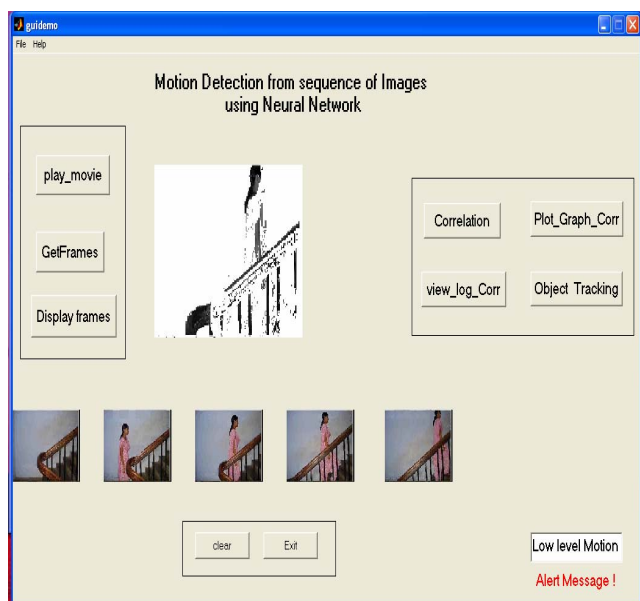 guidemo
File Help
Motion Detection from sequence of Images
using Neural Network
play_movie
GetFrames
Display frames
Correlation
Plot_Graph_Corr
view_log_Corr
Object Tracking
clear
Exit
Low level Motion
Alert Message !